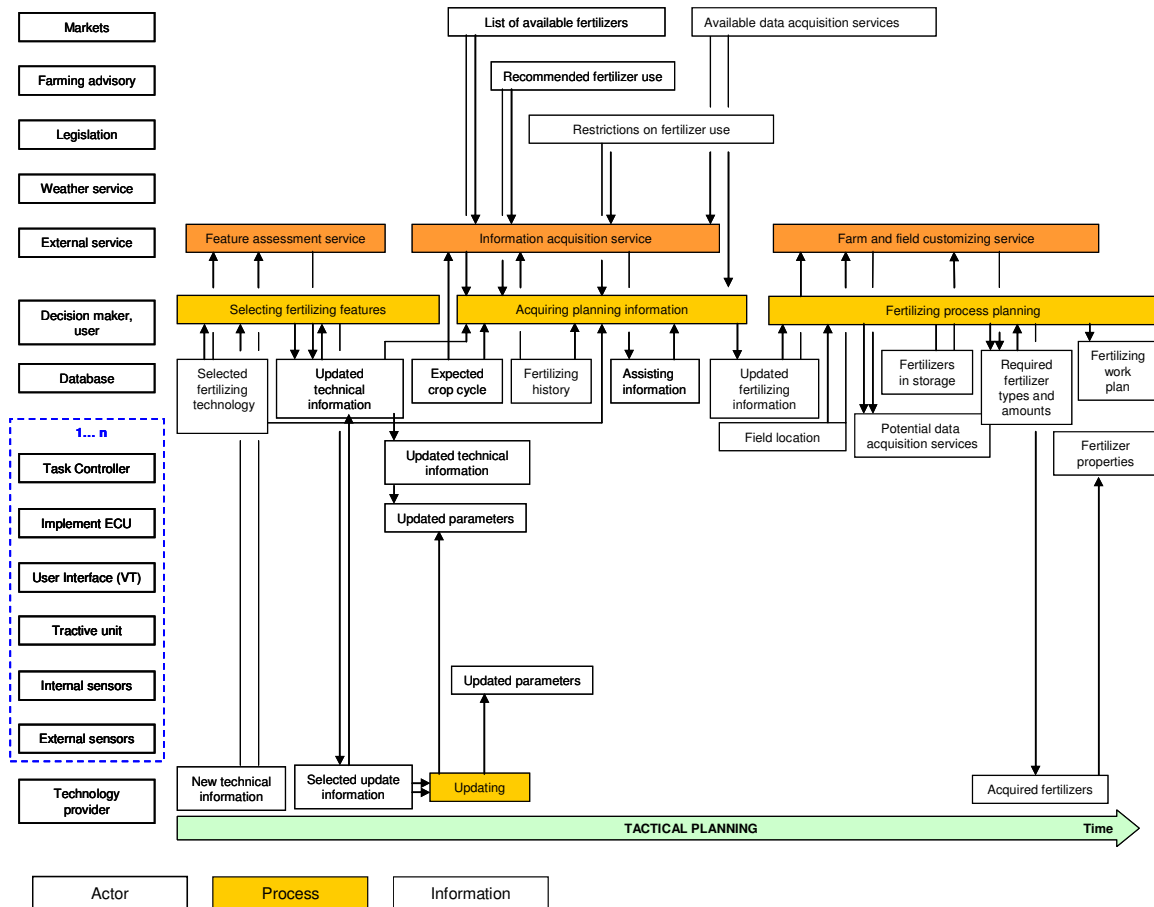 Markets
List of available fertilizers
Available data acquisition services
Farming advisory
Recommended fertilizer use
Legislation
Restrictions on fertilizer use
Weather service
External service
Feature assessment service
Information acquisition service
Farm and field customizing service
Decision maker,
user
Selecting fertilizing features
Acquiring planning information
Fertilizing process planning
Database
Selected
fertilizing
technology
Updated
technical
information
Expected
crop cycle
Fertilizing
history
Assisting
information
Updated
fertilizing
information
Fertilizers
in storage
Required
fertilizer
types and
amounts
Fertilizing
work
plan
1... n
Field location
Potential data
acquisition services
Fertilizer
properties
Task Controller
Updated technical
information
Implement ECU
Updated parameters
User Interface (VT)
Tractive unit
Internal sensors
Updated parameters
External sensors
Technology
provider
New technical
information
Selected update
information
Updating
Acquired fertilizers
TACTICAL PLANNING
Time
Actor
Process
Information